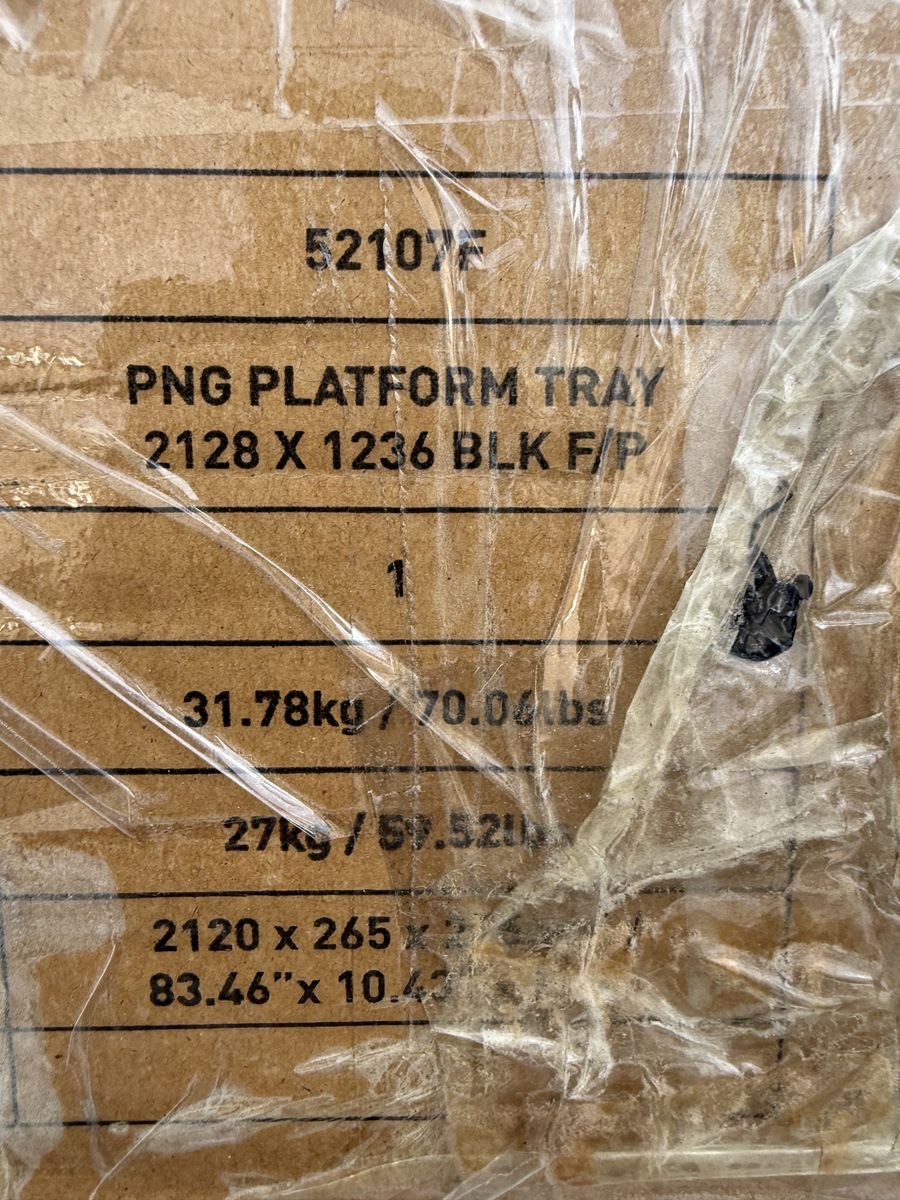 52107F
PNG PLATFORM TRAY
2128 X 1236 BLK F/P
1
31.78kg / 70.06lbs
27kg / 59.52lbs
2120 x 265 x
83.46” x 10.43